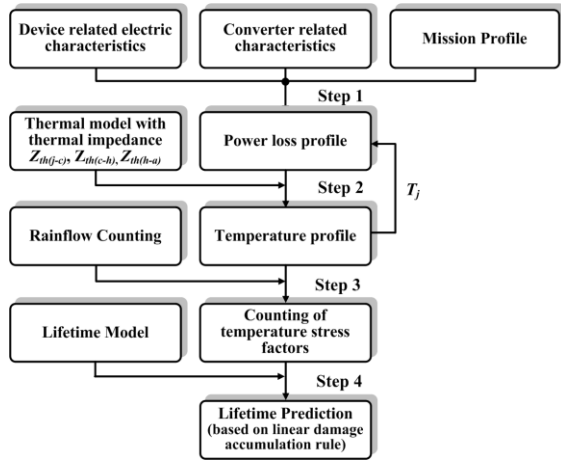 Device related electric
characteristics
Converter related
characteristics
Mission Profile
Step 1
Thermal model with
thermal impedance
Zth(j-c), Zth(c-h), Zth(h-a)
Power loss profile
Step 2
Tj
Rainflow Counting
Temperature profile
Step 3
Lifetime Model
Counting of
temperature stress
factors
Step 4
Lifetime Prediction
(based on linear damage
accumulation rule)